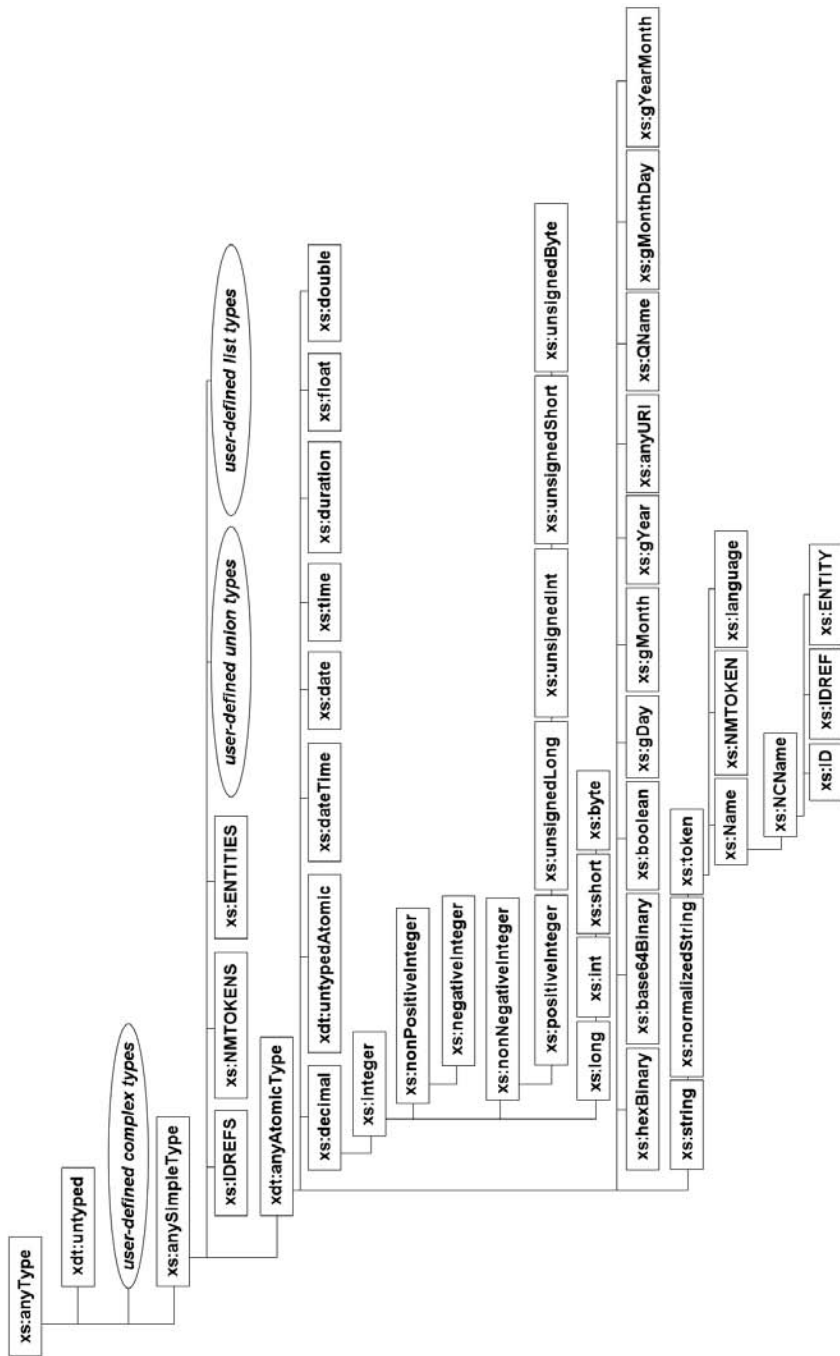 xs:anyType
xdt:untyped
user-defined complex types
xs:anySimpleType
xs:IDREFS
xs:NMTOKENS
xs:ENTITIES
user-defined union types
user-defined list types
xdt:anyAtomicType
xs:decimal
xdt:untypedAtomic
xs:dateTime
xs:date
xs:time
xs:duration
xs:float
xs:double
xs:integer
xs:nonPositiveInteger
xs:negativeInteger
xs:nonNegativeInteger
xs:positiveInteger
xs:unsignedLong
xs:unsignedInt
xs:unsignedShort
xs:unsignedByte
xs:long
xs:int
xs:short
xs:byte
xs:hexBinary
xs:base64Binary
xs:boolean
xs:gDay
xs:gMonth
xs:gYear
xs:anyURI
xs:QName
xs:gMonthDay
xs:gYearMonth
xs:string
xs:normalizedString
xs:token
xs:Name
xs:NMTOKEN
xs:language
xs:NCName
xs:ID
xs:IDREF
xs:ENTITY